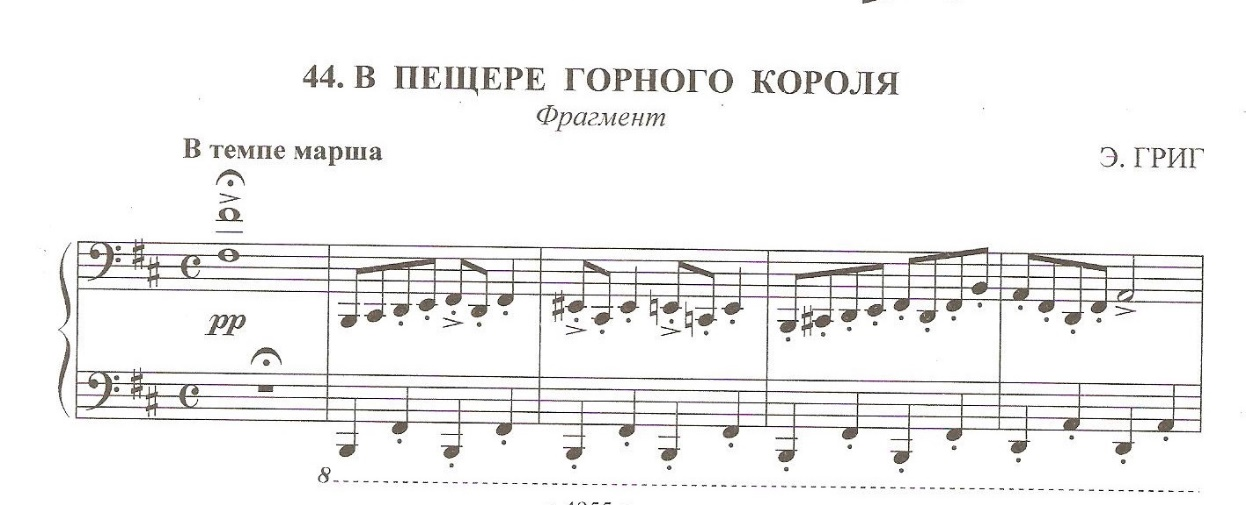 44. В ПЕЩЕРЕ ГОРНОГО КОРОЛЯ
Фрагмент
В темпе марша
Э. ГРИГ
pp
8